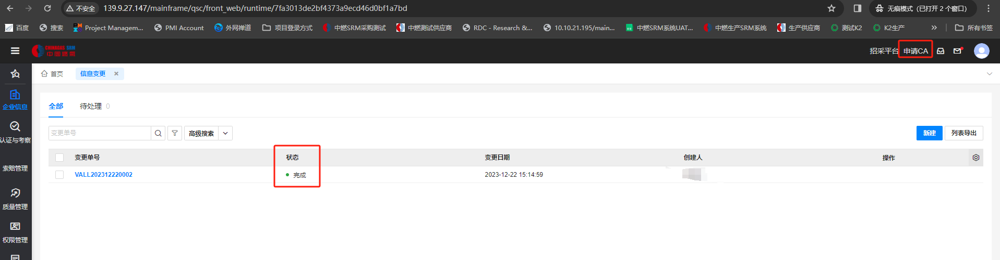 不安全 139.9.27.147/mainframe/qsc/front_web/runtime/7fa3013de2bf4373a9ecd46d0bf1a7bd 无痕模式（已打开 2 个窗口）
百度 搜索 Project Managem... PMI Account 外网禅道 项目登录方式 中燃SRM采购测试 中燃测试供应商 RDC - Research &... 10.10.21.195/main... 中燃SRM系统UAT... 中燃生产SRM系统 生产供应商 测试K2 K2生产 » 所有书签
CHINAGAS SRM
中国燃气
招采平台 申请CA
首页 信息变更
企业信息
认证与考察
索赔管理
质量管理
权限管理
全部 待处理 0
变更单号 高级搜索 新建 列表导出
变更单号 状态 变更日期 创建人 操作
VALL202312220002 完成 2023-12-22 15:14:59